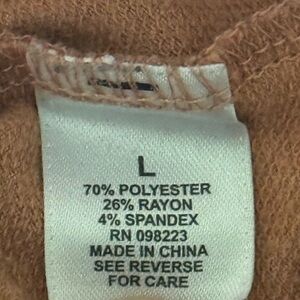 L
70% POLYESTER
26% RAYON
4% SPANDEX
RN 098223
MADE IN CHINA
SEE REVERSE
FOR CARE